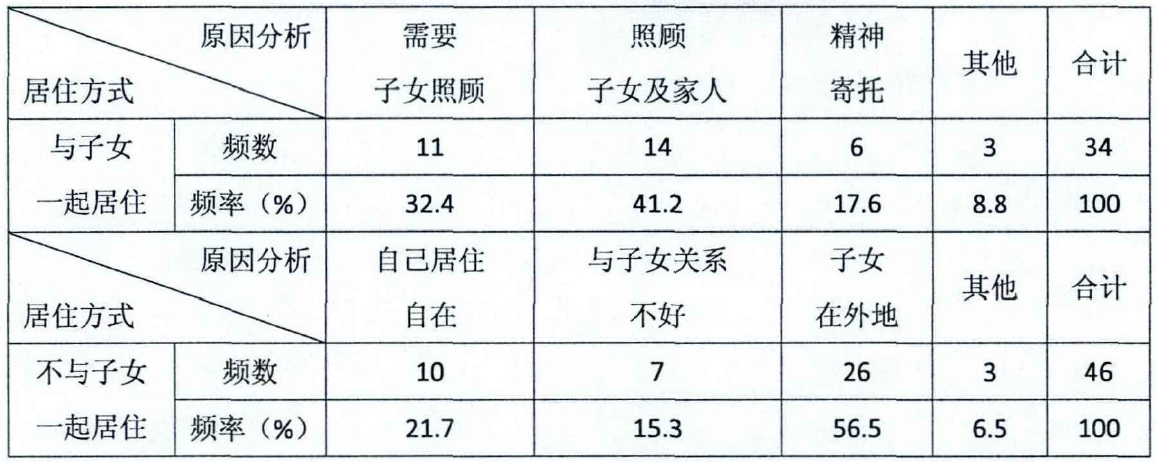 原因分析 需要 照顾 精神 其他 合计
居住方式 子女照顾 子女及家人 寄托
与子女 频数 11 14 6 3 34
一起居住 频率（%） 32.4 41.2 17.6 8.8 100
原因分析 自己居住 与子女关系 子女 其他 合计
居住方式 自在 不好 在外地
不与子女 频数 10 7 26 3 46
一起居住 频率（%） 21.7 15.3 56.5 6.5 100